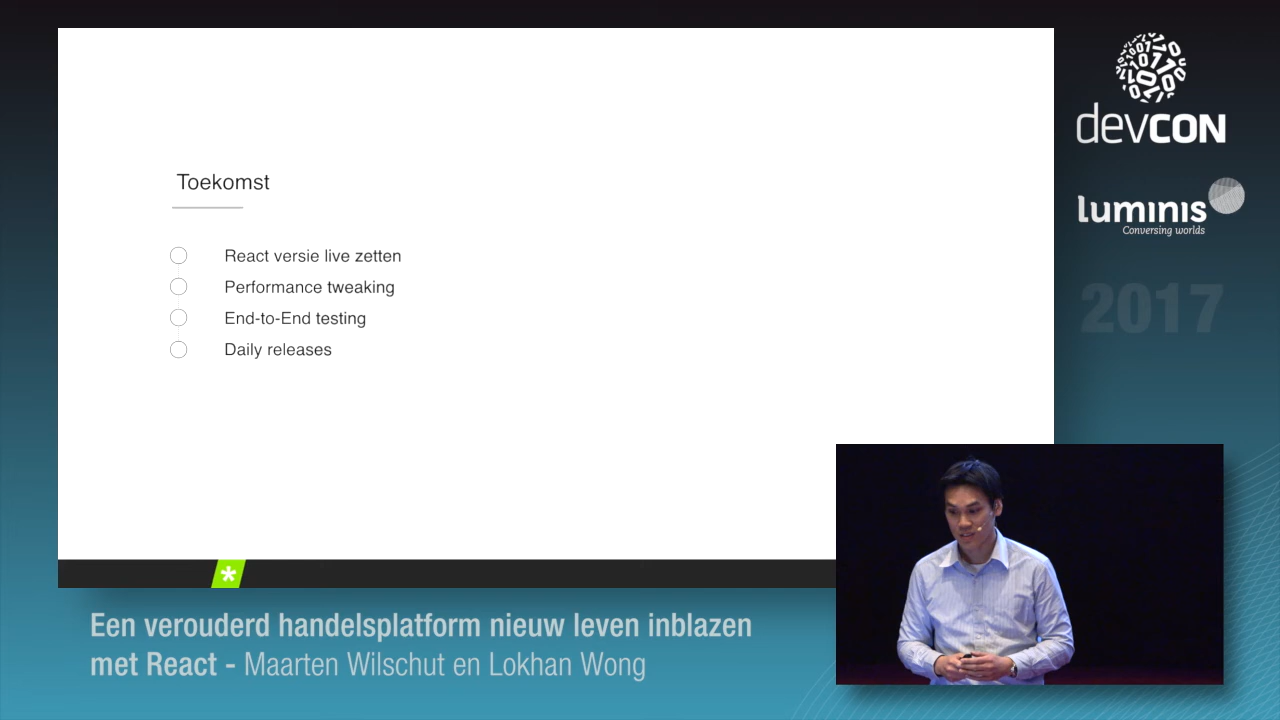 Toekomst
React versie live zetten
Performance tweaking
End-to-End testing
Daily releases
devCON
luminis
Conversing worlds
2017
Een verouderd handelsplatform nieuw leven inblazen
met React - Maarten Wilschut en Lokhan Wong